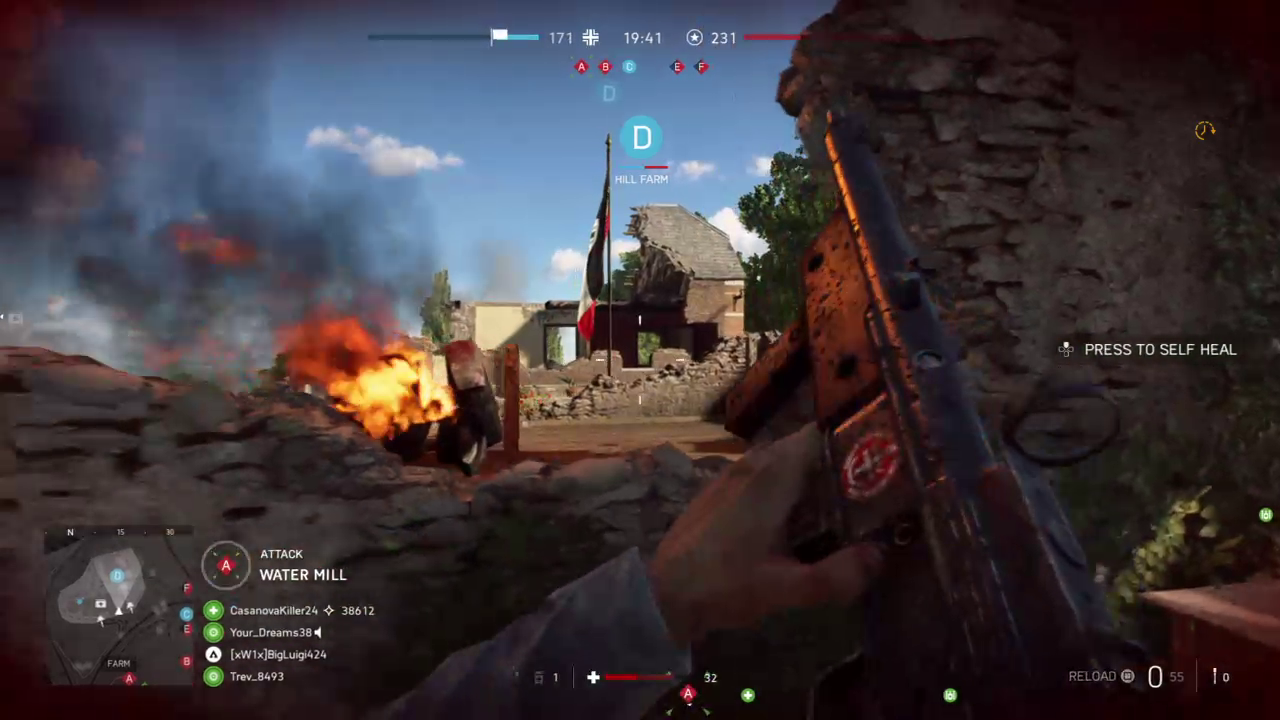 171 19:41 231
A B C E F
D
D
HILL FARM
PRESS TO SELF HEAL
N 15 30
D
F
C
E
B
FARM
A
A
ATTACK
WATER MILL
CasanovaKiller24 38612
Your_Dreams38
[xW1x]BigLuigi424
Trev_8493
1
32
A
RELOAD 0 55 0